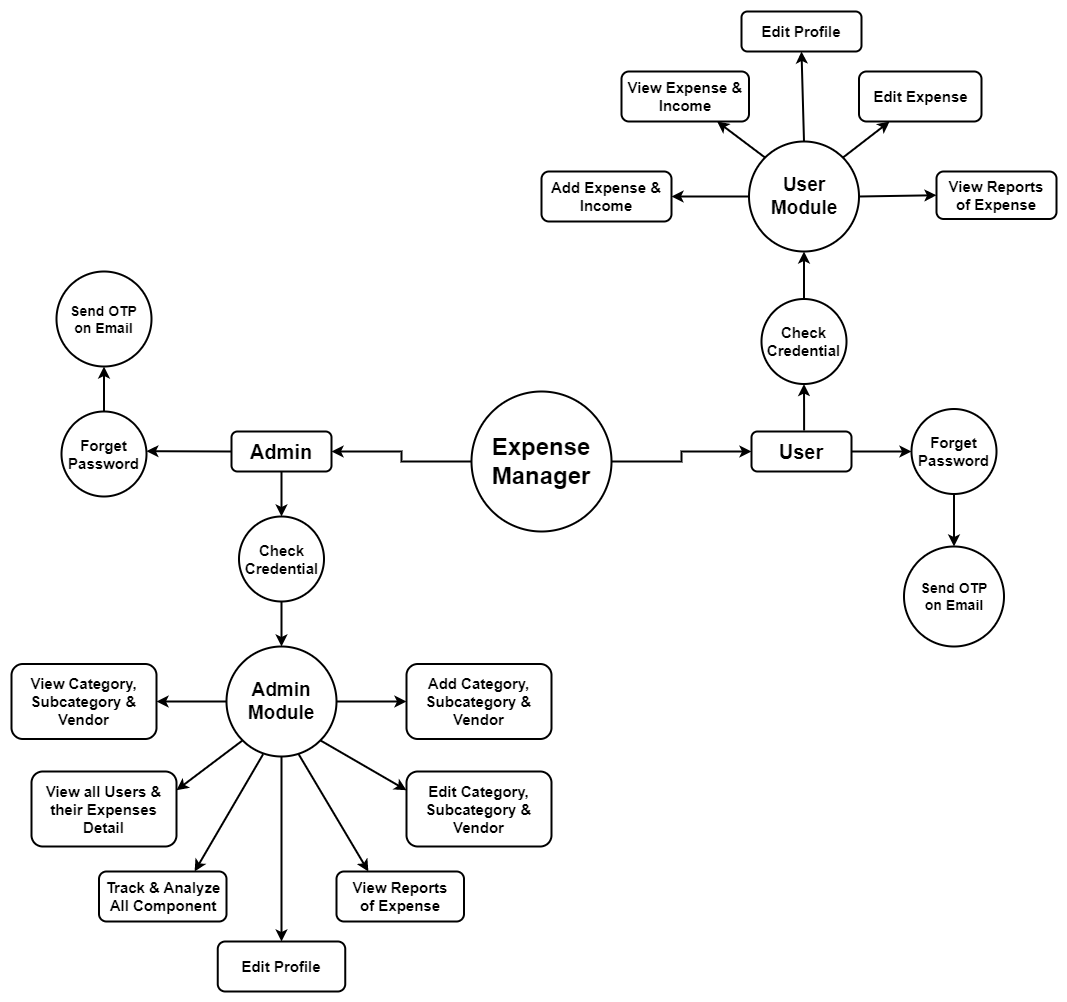 Edit Profile
View Expense &
Income
Edit Expense
Add Expense &
Income
User
Module
View Reports
of Expense
Send OTP
on Email
Check
Credential
Forget
Password
Admin
Expense
Manager
User
Forget
Password
Check
Credential
Send OTP
on Email
View Category,
Subcategory &
Vendor
Admin
Module
Add Category,
Subcategory &
Vendor
View all Users &
their Expenses
Detail
Edit Category,
Subcategory &
Vendor
Track & Analyze
All Component
View Reports
of Expense
Edit Profile